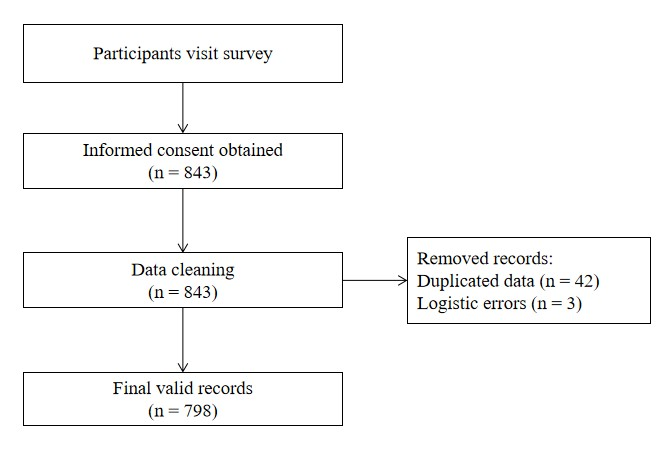 Participants visit survey
Informed consent obtained
(n = 843)
Data cleaning
(n = 843)
Removed records:
Duplicated data (n = 42)
Logistic errors (n = 3)
Final valid records
(n = 798)